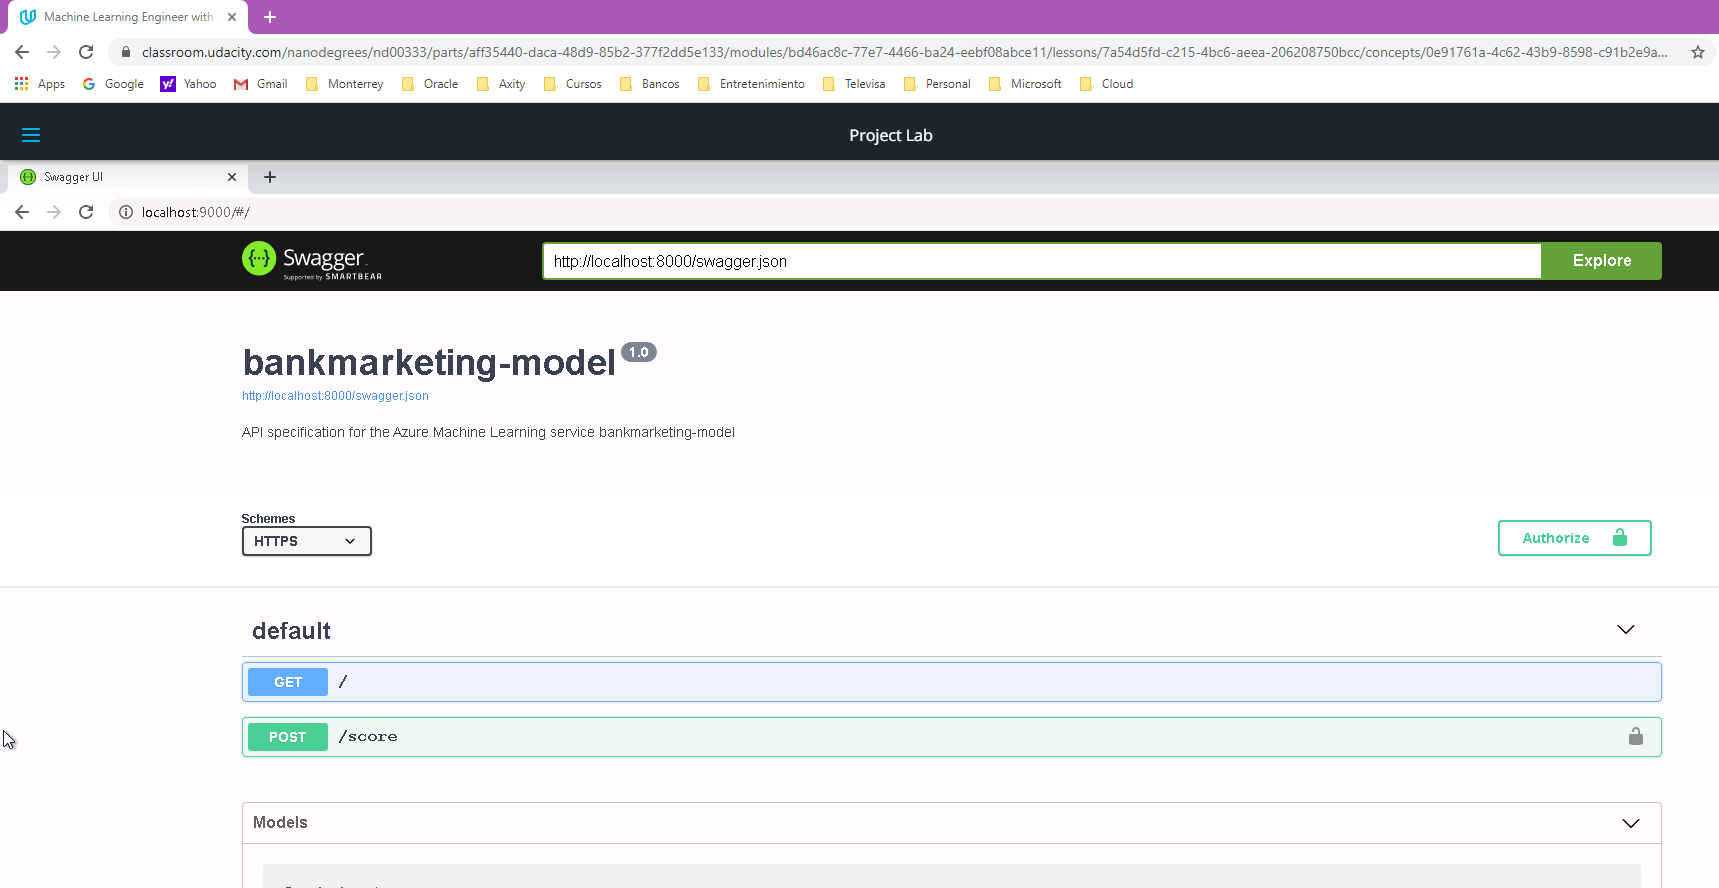 Machine Learning Engineer with
classroom.udacity.com/nanodegrees/nd00333/parts/aff35440-daca-48d9-85b2-377f2dd5e133/modules/bd46ac8c-77e7-4466-ba24-eebf08abce11/lessons/7a54d5fd-c215-4bc6-aeea-206208750bcc/concepts/0e91761a-4c62-43b9-8598-c91b2e9a...
Apps Google Yahoo Gmail Monterrey Oracle Axity Cursos Bancos Entretenimiento Televisa Personal Microsoft Cloud
Project Lab
Swagger UI
localhost:9000/#/
Swagger
Supported by SMARTBEAR
http://localhost:8000/swagger.json
Explore
bankmarketing-model 1.0
http://localhost:8000/swagger.json
API specification for the Azure Machine Learning service bankmarketing-model
Schemes
HTTPS
Authorize
default
GET /
POST /score
Models